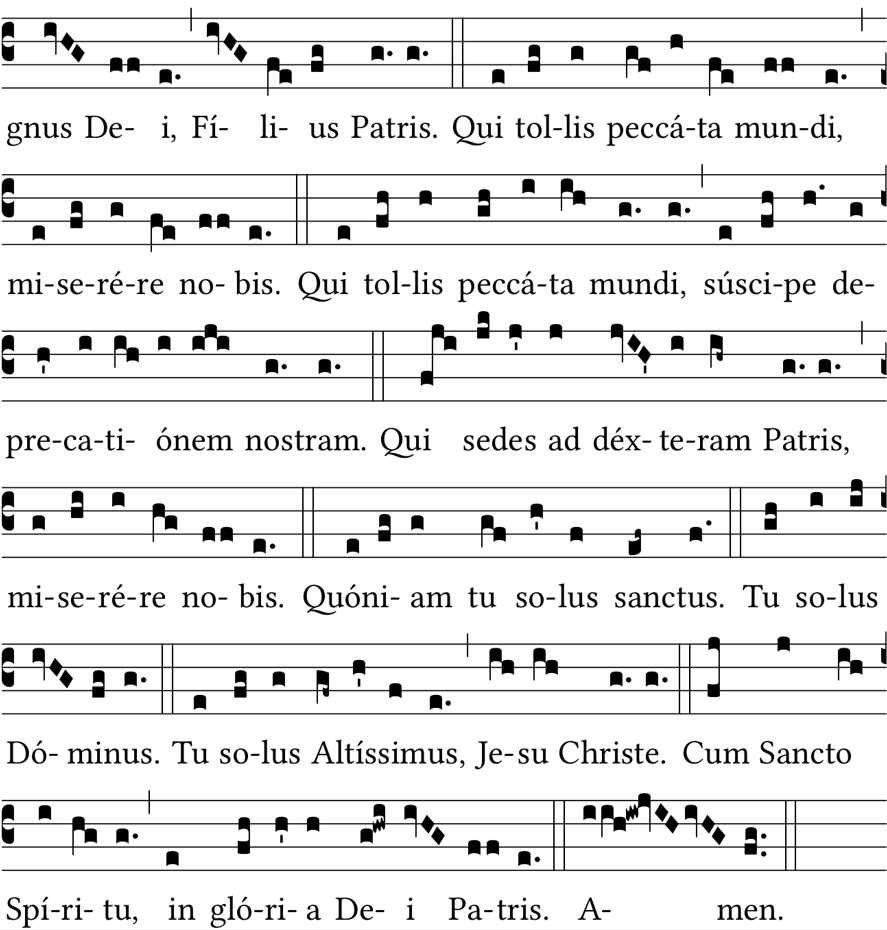 gnus De- i, Fí- li- us Patris. Qui tol-lis peccá-ta mun-di,
mi-se-ré-re no- bis. Qui tol-lis peccá-ta mundi, súsci-pe de-
pre-ca-ti- ónem nostram. Qui sedes ad déx- te-ram Patris,
mi-se-ré-re no- bis. Quóni- am tu so-lus sanctus. Tu so-lus
Dó- minus. Tu so-lus Altíssimus, Je-su Christe. Cum Sancto
Spí-ri- tu, in gló-ri- a De- i Pa-tris. A- men.